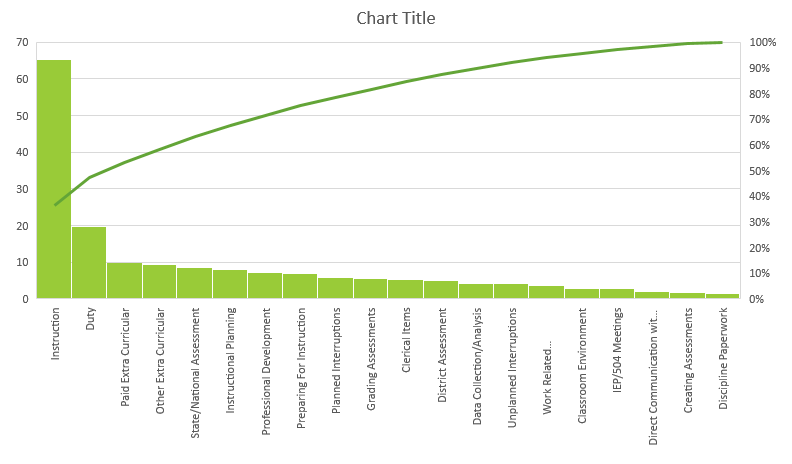 Chart Title
70
60
50
40
30
20
10
0
100%
90%
80%
70%
60%
50%
40%
30%
20%
10%
0%
Instruction
Duty
Paid Extra Curricular
Other Extra Curricular
State/National Assessment
Instructional Planning
Professional Development
Preparing For Instruction
Planned Interruptions
Grading Assessments
Clerical Items
District Assessment
Data Collection/Analysis
Unplanned Interruptions
Work Related...
Classroom Environment
IEP/504 Meetings
Direct Communication wit...
Creating Assessments
Discipline Paperwork